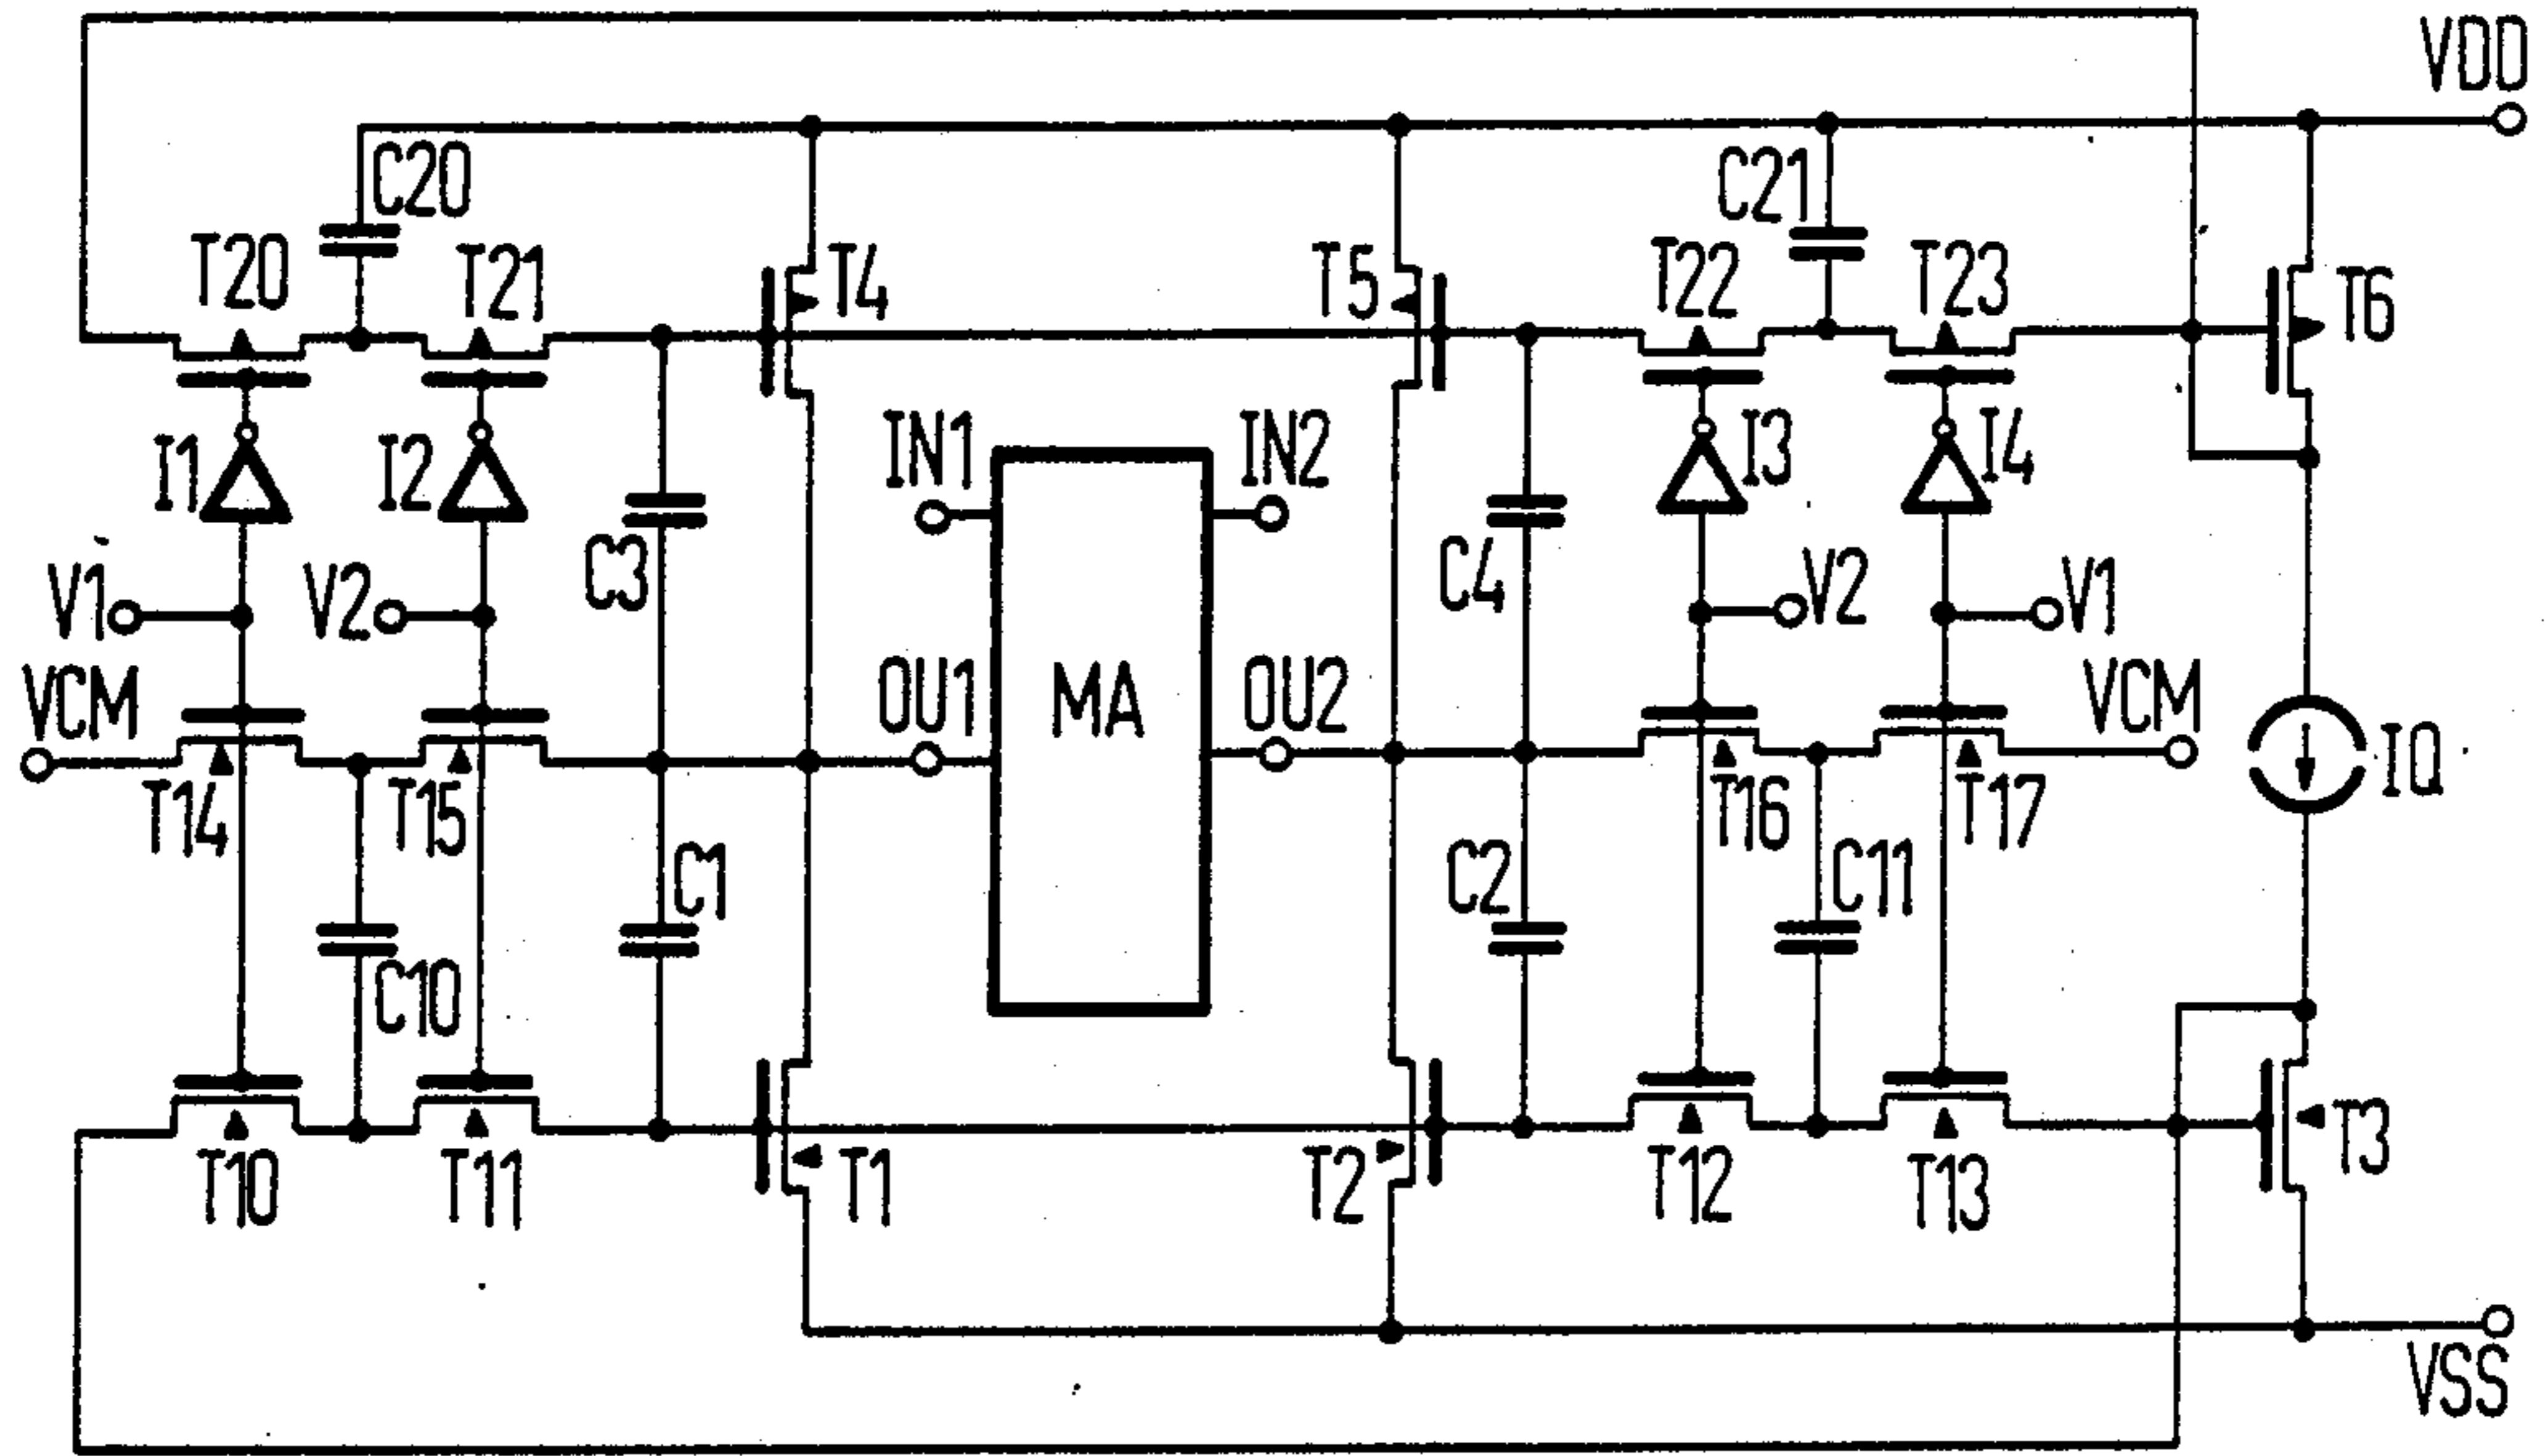 VDD
C20
C21
T20
T21
T4
T5
T22
T23
T6
I1
I2
IN1
IN2
I3
I4
C3
C4
V1
V2
V2
V1
VCM
OU1
MA
OU2
VCM
T14
T15
T16
T17
IQ
C1
C2
C11
C10
T10
T11
T1
T2
T12
T13
T3
VSS